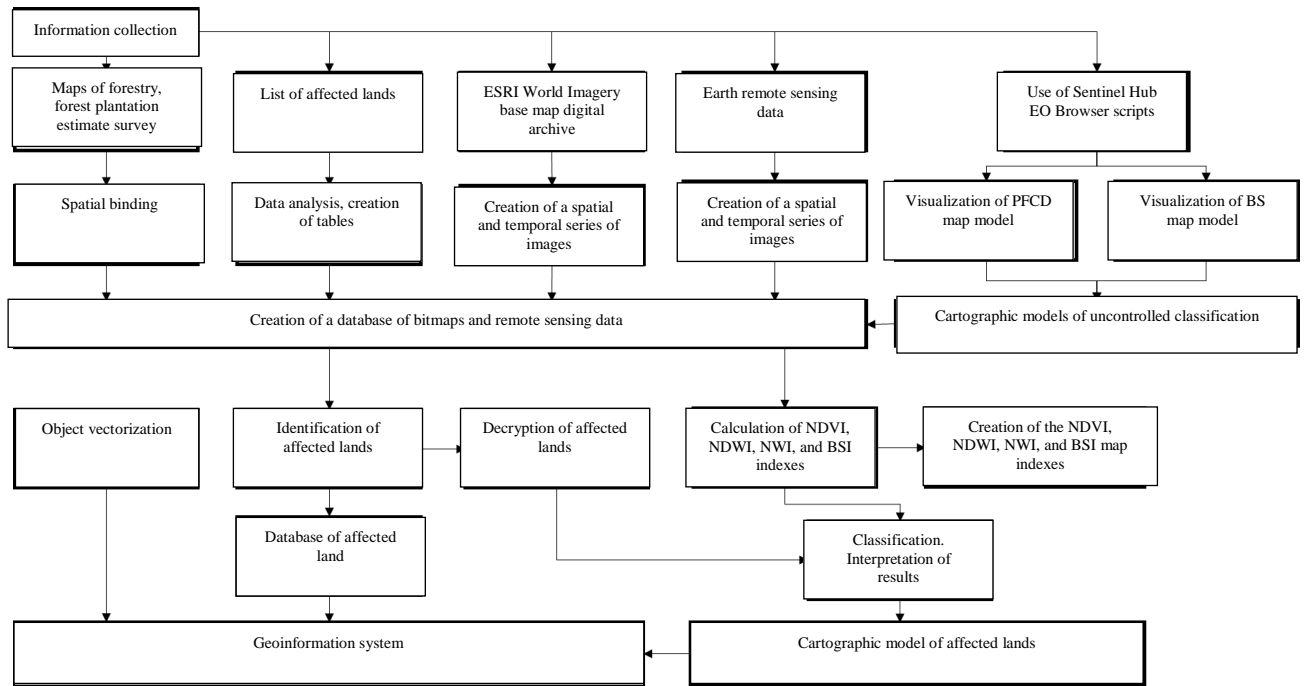 Information collection
Maps of forestry,
forest plantation
estimate survey
List of affected lands
ESRI World Imagery
base map digital
archive
Earth remote sensing
data
Use of Sentinel Hub
EO Browser scripts
Spatial binding
Data analysis, creation
of tables
Creation of a spatial
and temporal series of
images
Creation of a spatial
and temporal series of
images
Visualization of PFCD
map model
Visualization of BS
map model
Creation of a database of bitmaps and remote sensing data
Cartographic models of uncontrolled classification
Object vectorization
Identification of
affected lands
Decryption of affected
lands
Calculation of NDVI,
NDWI, NWI, and BSI
indexes
Creation of the NDVI,
NDWI, NWI, and BSI map
indexes
Database of affected
land
Classification.
Interpretation of
results
Geoinformation system
Cartographic model of affected lands